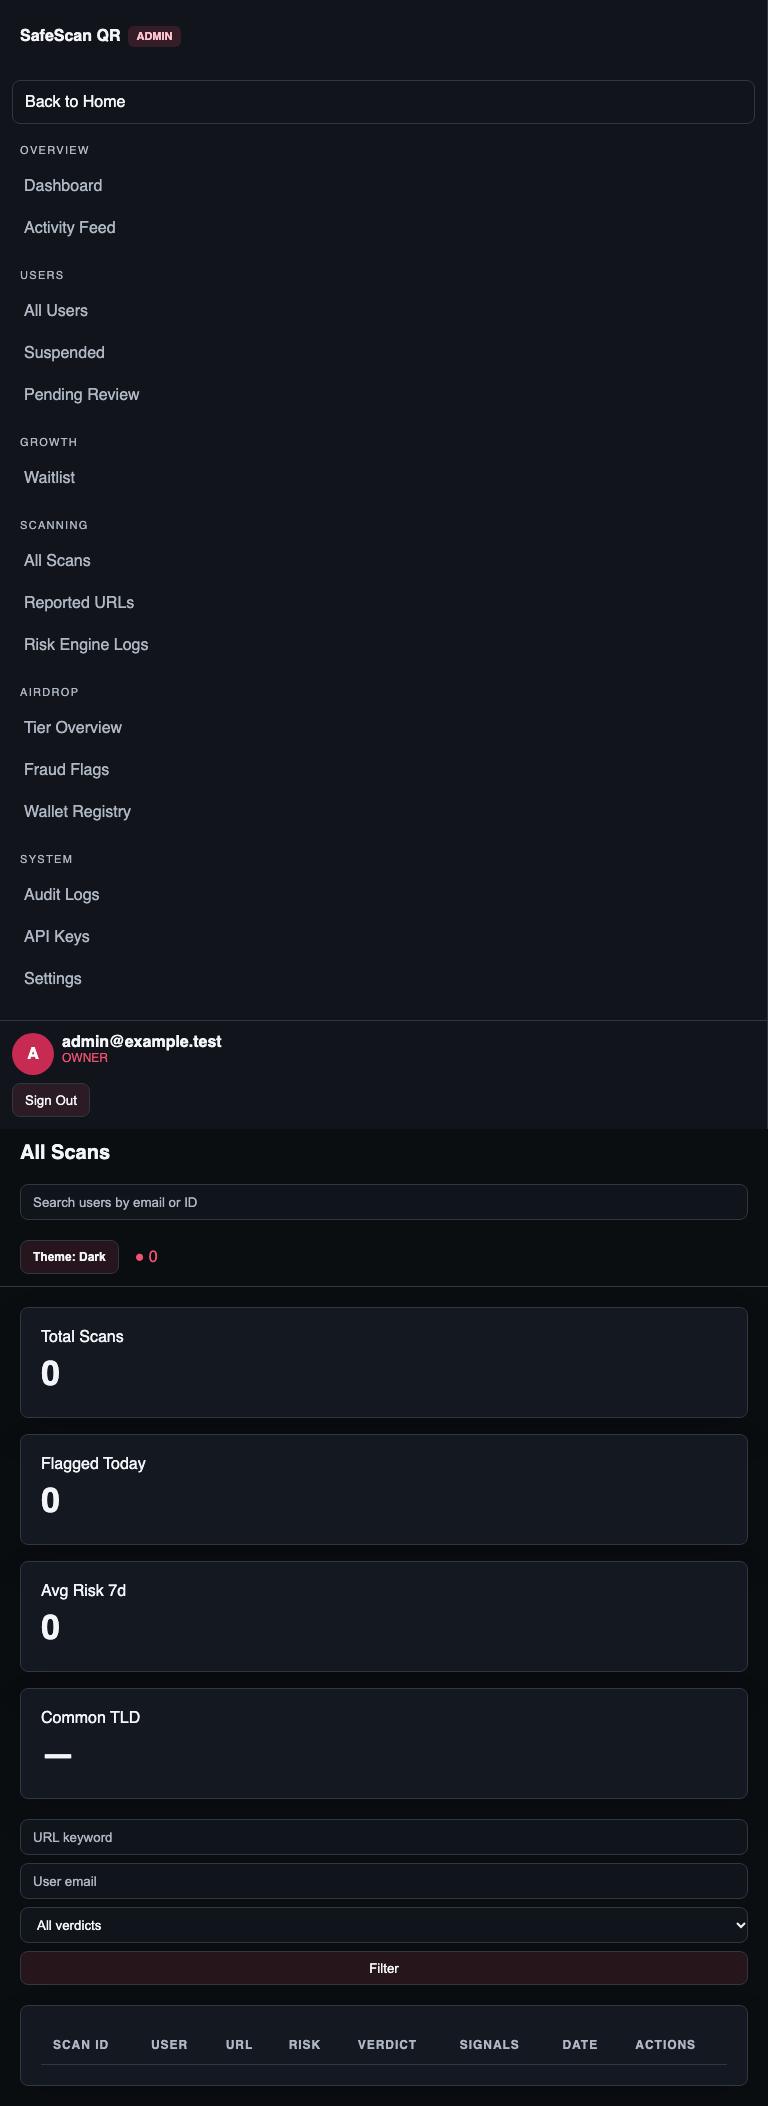 SafeScan QR ADMIN
Back to Home
OVERVIEW
Dashboard
Activity Feed
USERS
All Users
Suspended
Pending Review
GROWTH
Waitlist
SCANNING
All Scans
Reported URLs
Risk Engine Logs
AIRDROP
Tier Overview
Fraud Flags
Wallet Registry
SYSTEM
Audit Logs
API Keys
Settings
A admin@example.test
OWNER
Sign Out
All Scans
Search users by email or ID
Theme: Dark ● 0
Total Scans
0
Flagged Today
0
Avg Risk 7d
0
Common TLD
—
URL keyword
User email
All verdicts
Filter
SCAN ID USER URL RISK VERDICT SIGNALS DATE ACTIONS